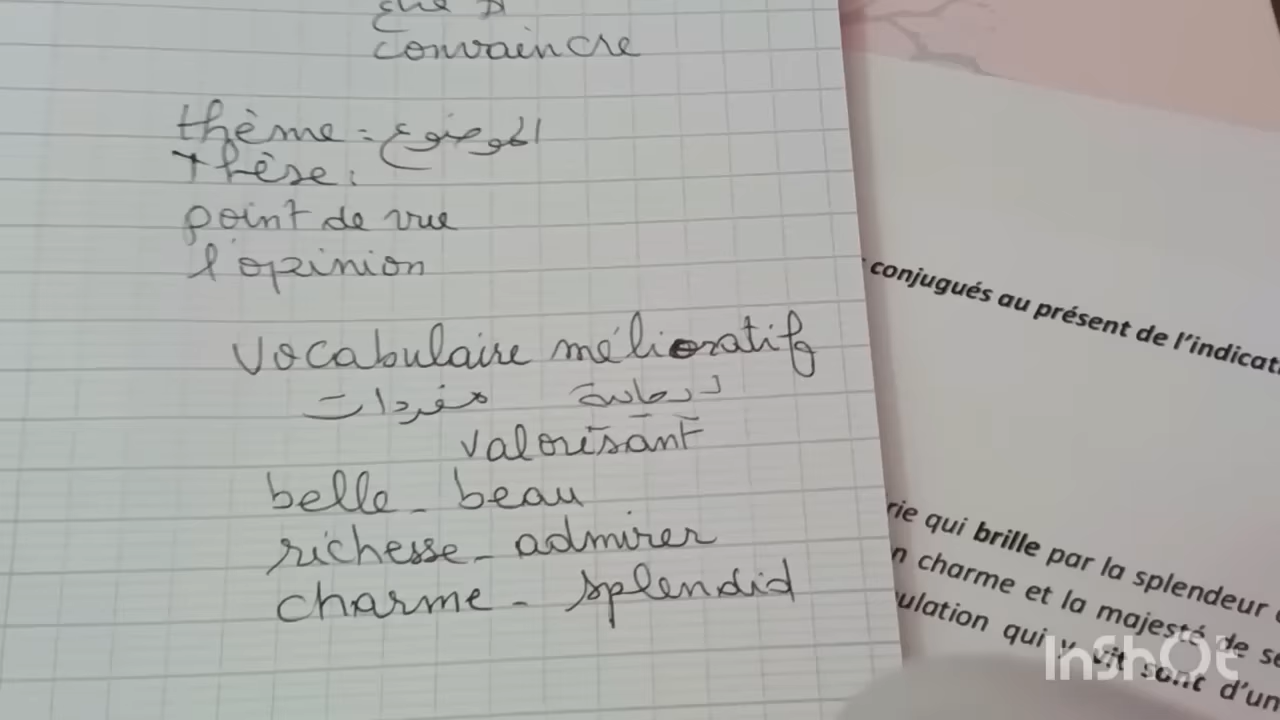 convaincre
thème = الموضوع
Thèse:
point de vue
l'opinion
vocabulaire mélioratif
مفردات
valorisant
belle - beau
richesse - admirer
charme - splendid
conjugués au présent de l'indicati
rie qui brille par la splendeur
n charme et la majesté de se
ulation qui y vit sont d'un
InShOt